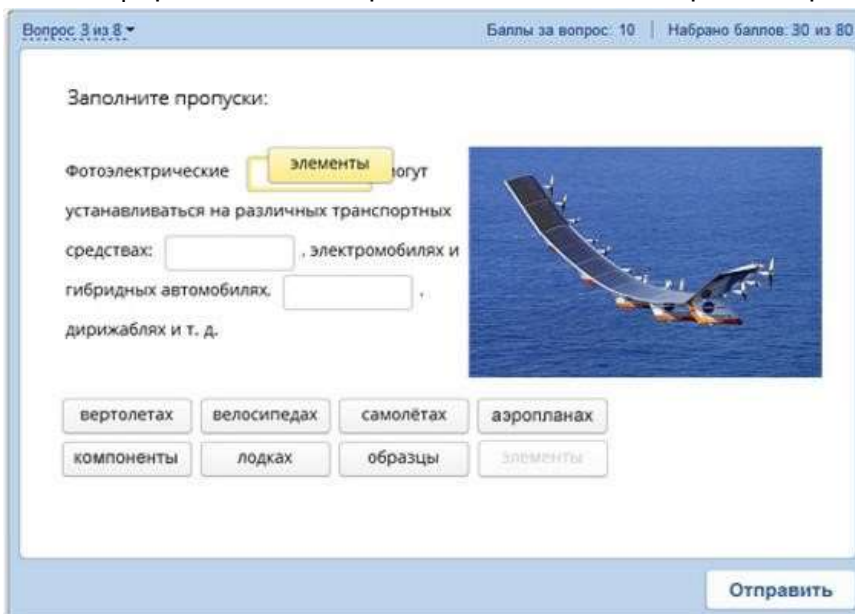 Вопрос 3 из 8
Баллы за вопрос: 10 | Набрано баллов: 30 из 80
Заполните пропуски:
Фотоэлектрические элементы могут
устанавливаться на различных транспортных
средствах: , электромобилях и
гибридных автомобилях, ,
дирижаблях и т. д.
вертолетах велосипедах самолётах аэропланах
компоненты лодках образцы элементы
Отправить